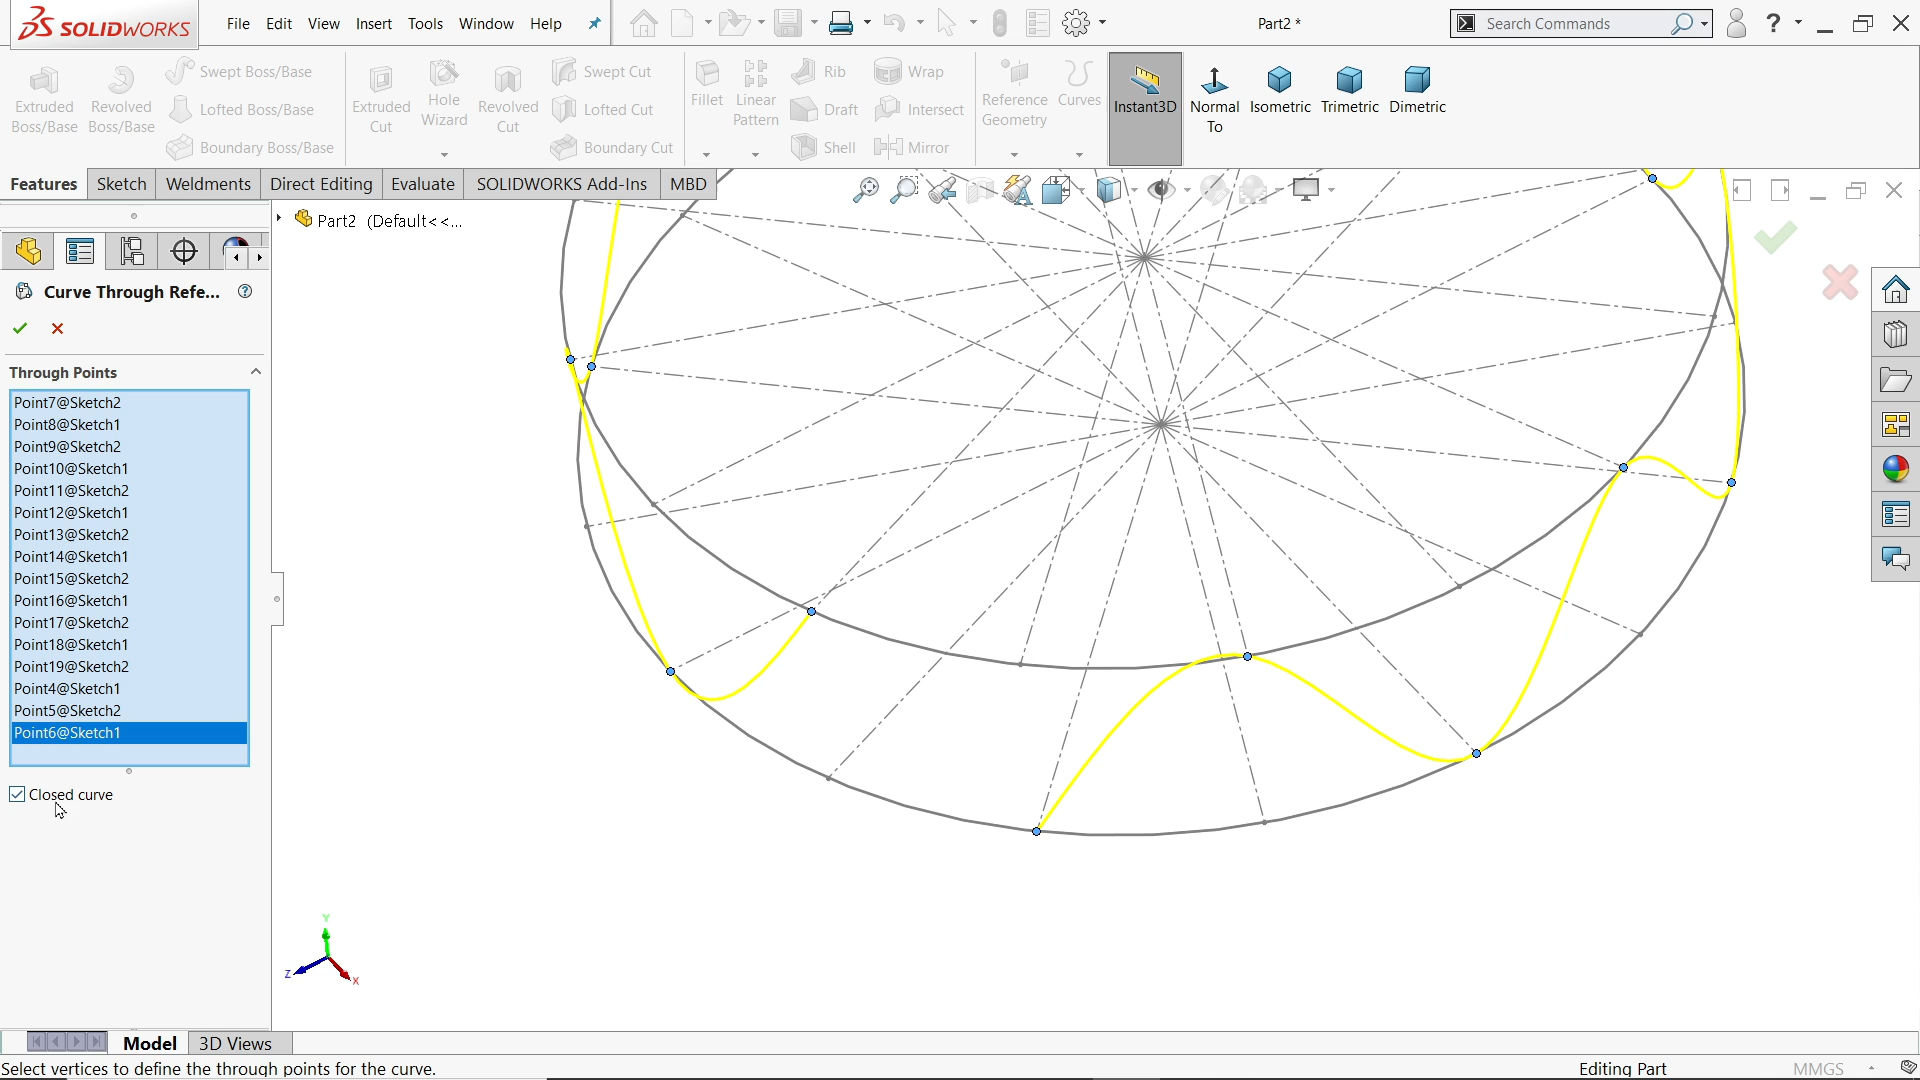 SOLIDWORKS
File Edit View Insert Tools Window Help
Part2 *
Search Commands
?
Extruded Boss/Base
Revolved Boss/Base
Swept Boss/Base
Lofted Boss/Base
Boundary Boss/Base
Extruded Cut
Hole Wizard
Revolved Cut
Swept Cut
Lofted Cut
Boundary Cut
Fillet
Linear Pattern
Rib
Draft
Shell
Wrap
Intersect
Mirror
Reference Geometry
Curves
Instant3D
Normal To
Isometric
Trimetric
Dimetric
Features Sketch Weldments Direct Editing Evaluate SOLIDWORKS Add-Ins MBD
Part2 (Default<<...
Curve Through Refe...
Through Points
Point7@Sketch2
Point8@Sketch1
Point9@Sketch2
Point10@Sketch1
Point11@Sketch2
Point12@Sketch1
Point13@Sketch2
Point14@Sketch1
Point15@Sketch2
Point16@Sketch1
Point17@Sketch2
Point18@Sketch1
Point19@Sketch2
Point4@Sketch1
Point5@Sketch2
Point6@Sketch1
Closed curve
Y
Z
X
Model 3D Views
Select vertices to define the through points for the curve.
Editing Part
MMGS